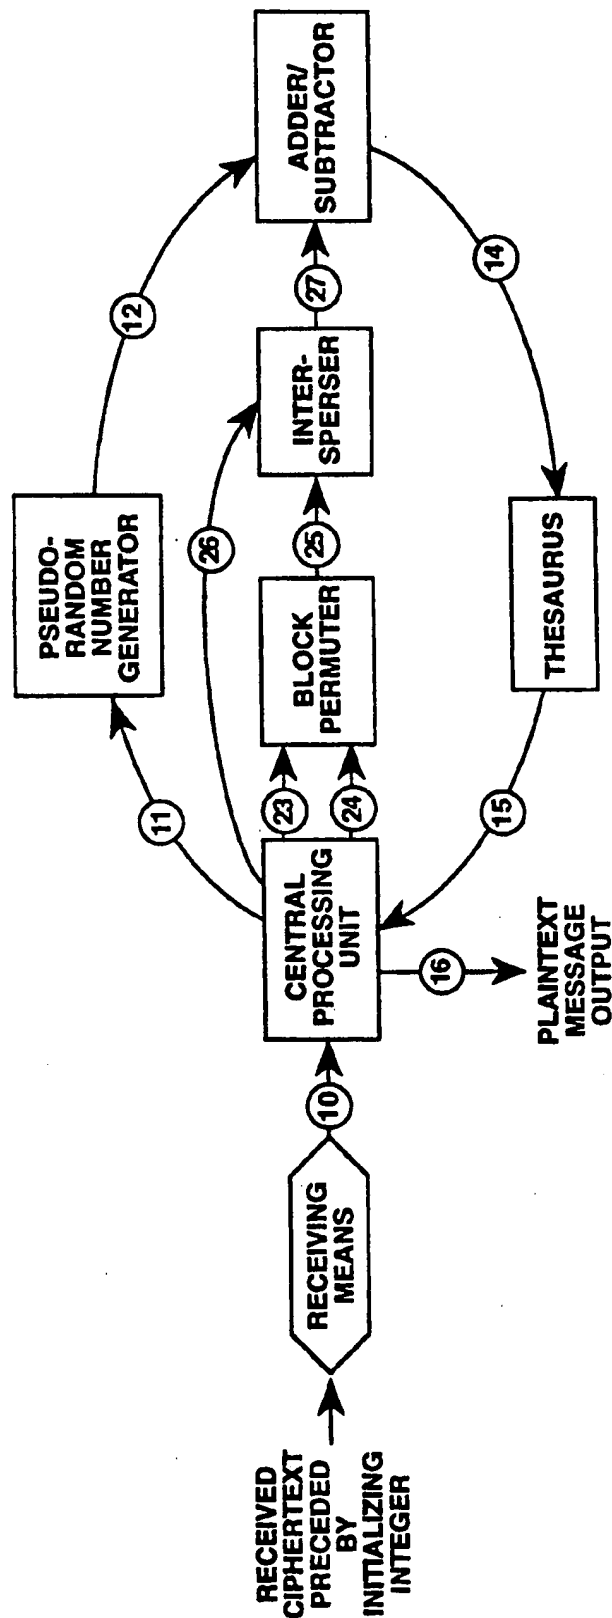 RECEIVED
CIPHERTEXT
PRECEDED
BY
INITIALIZING
INTEGER
RECEIVING
MEANS
10
CENTRAL
PROCESSING
UNIT
16
PLAINTEXT
MESSAGE
OUTPUT
11
PSEUDO-
RANDOM
NUMBER
GENERATOR
12
23
24
BLOCK
PERMUTER
25
26
INTER-
SPERSER
27
ADDER/
SUBTRACTOR
14
THESAURUS
15